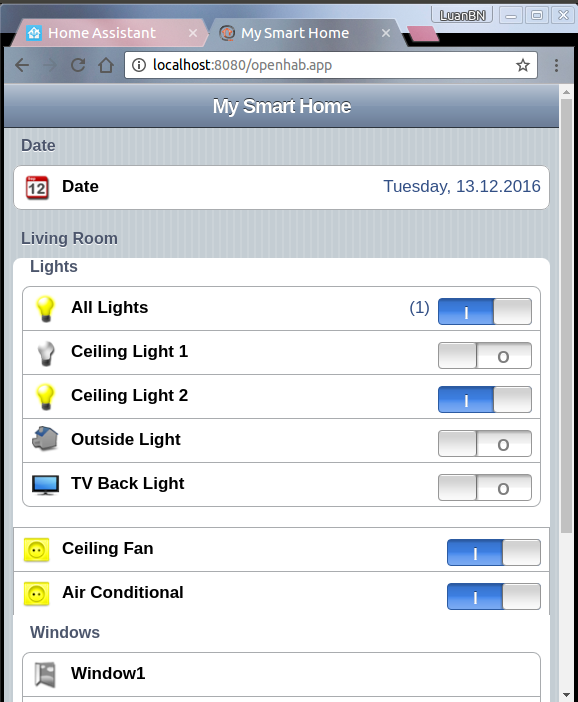 LuanBN
Home Assistant
My Smart Home
localhost:8080/openhab.app
My Smart Home
Date
Sep
12
Date
Tuesday, 13.12.2016
Living Room
Lights
All Lights (1) I
Ceiling Light 1 O
Ceiling Light 2 I
Outside Light O
TV Back Light O
Ceiling Fan I
Air Conditional I
Windows
Window1